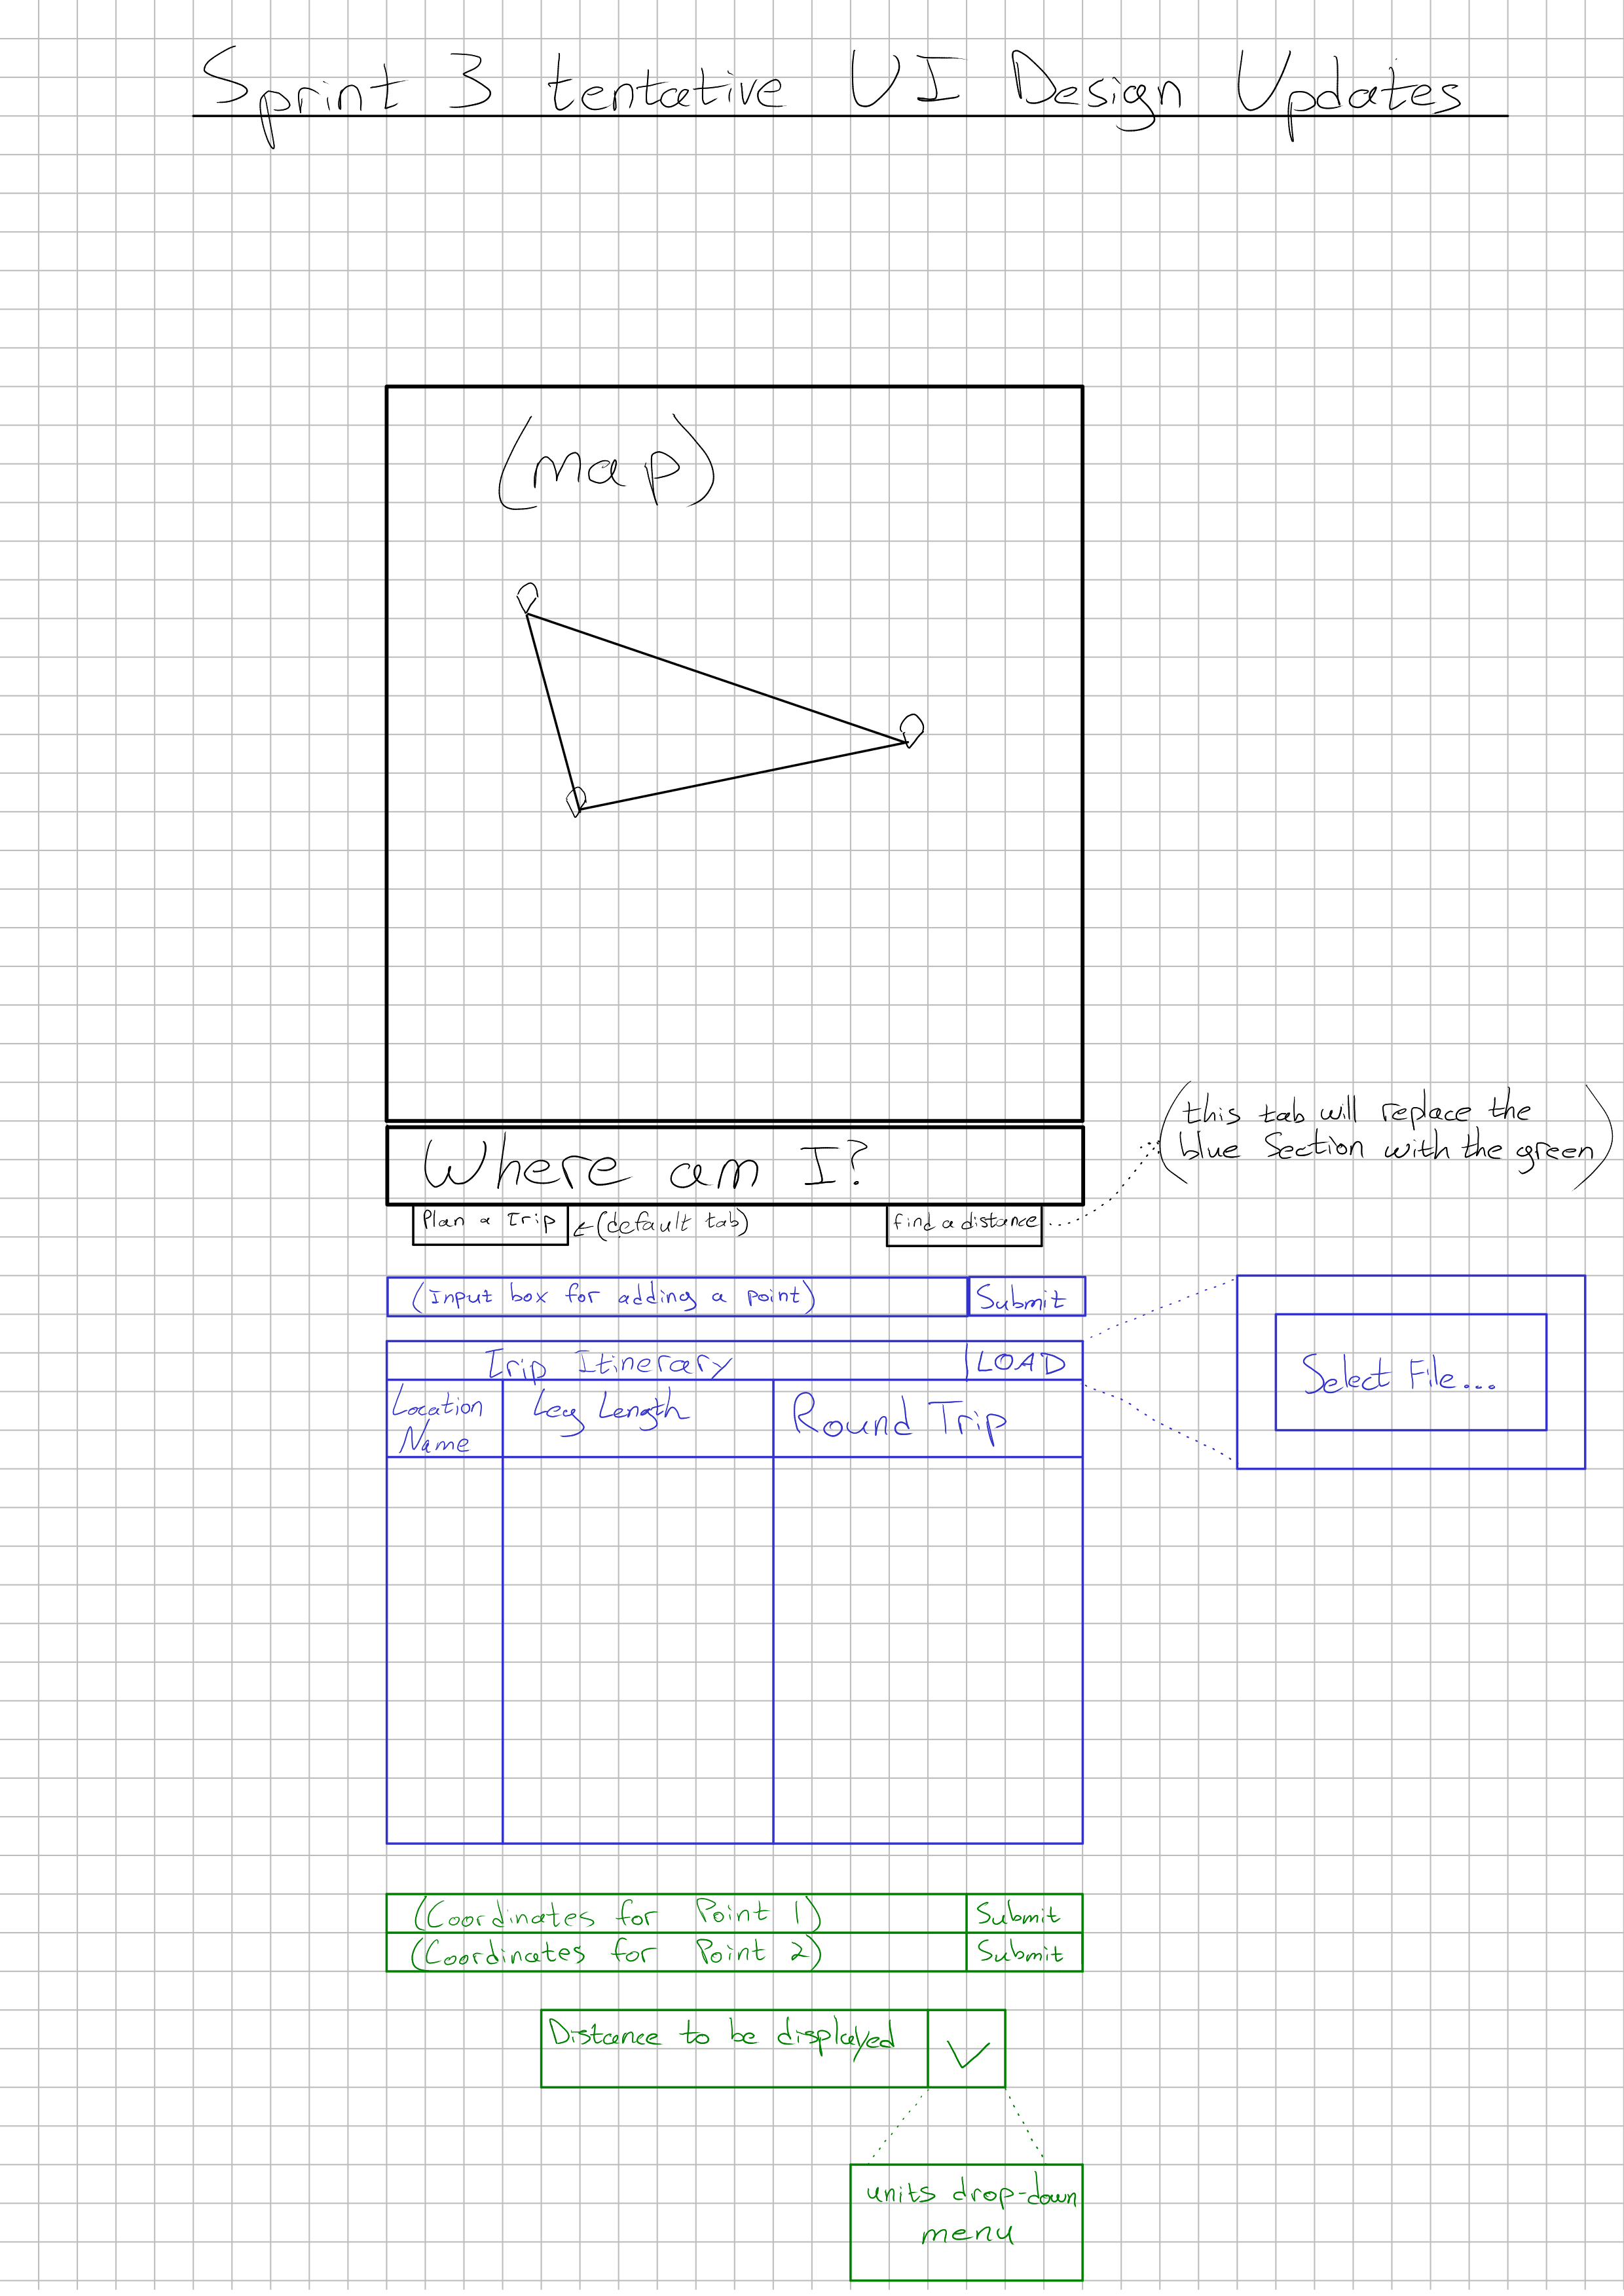 Sprint 3 tentative UI Design Updates
(map)
(this tab will replace the
blue Section with the green)
Where am I?
Plan a Trip
←(default tab)
find a distance
(Input box for adding a point)
Submit
Trip Itinerary
LOAD
Select File...
Location
Name
Leg Length
Round Trip
(Coordinates for Point 1)
Submit
(Coordinates for Point 2)
Submit
Distance to be displayed
units drop-down
menu